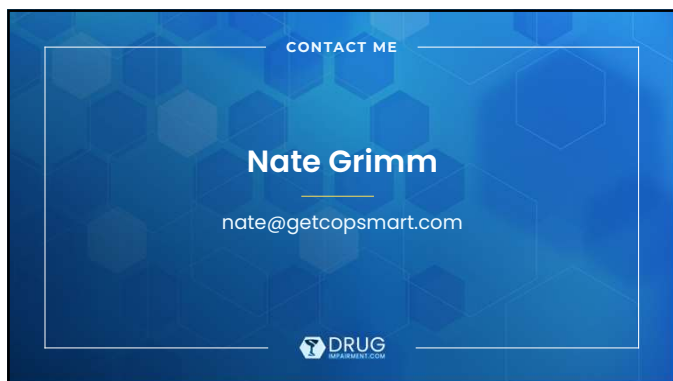 CONTACT ME
Nate Grimm
nate@getcopsmart.com
DRUG
IMPAIRMENT.COM